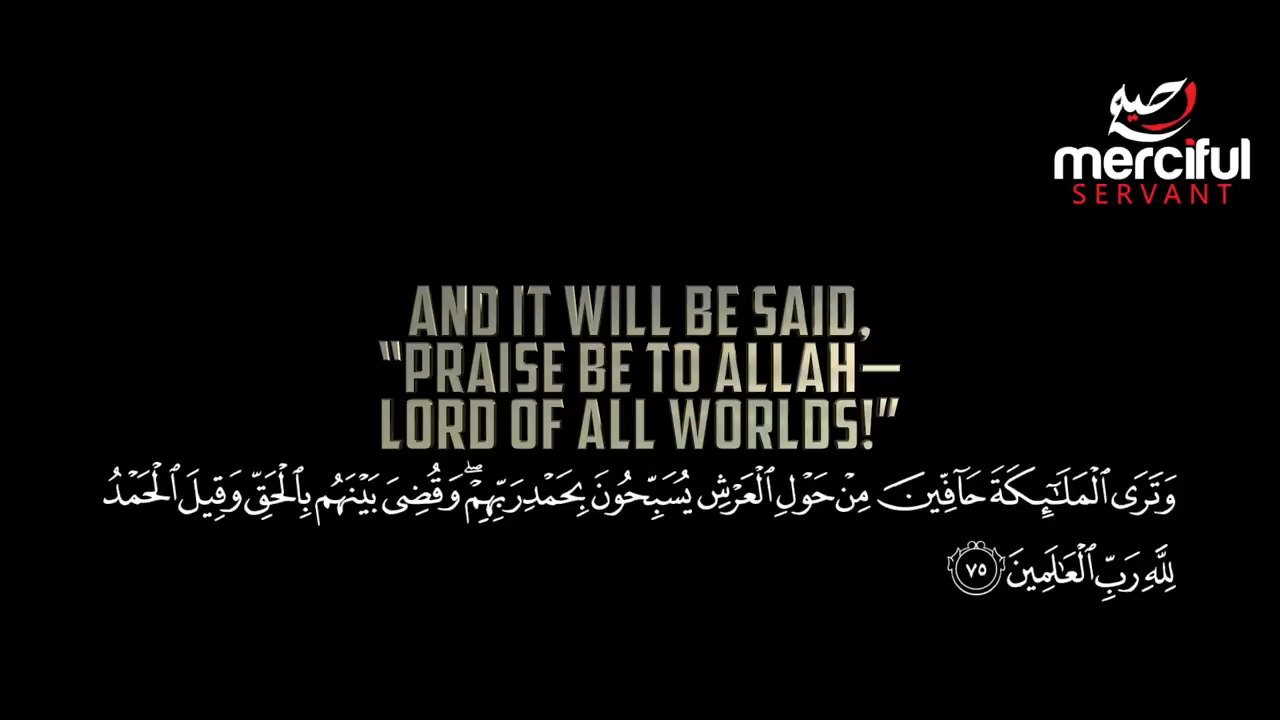 رحيم
merciful
SERVANT
AND IT WILL BE SAID,
“PRAISE BE TO ALLAH—
LORD OF ALL WORLDS!”
وَتَرَى ٱلْمَلَـٰٓئِكَةَ حَآفِّينَ مِنْ حَوْلِ ٱلْعَرْشِ يُسَبِّحُونَ بِحَمْدِ رَبِّهِمْ ۖ وَقُضِىَ بَيْنَهُم بِٱلْحَقِّ وَقِيلَ ٱلْحَمْدُ
لِلَّهِ رَبِّ ٱلْعَـٰلَمِينَ ٧٥